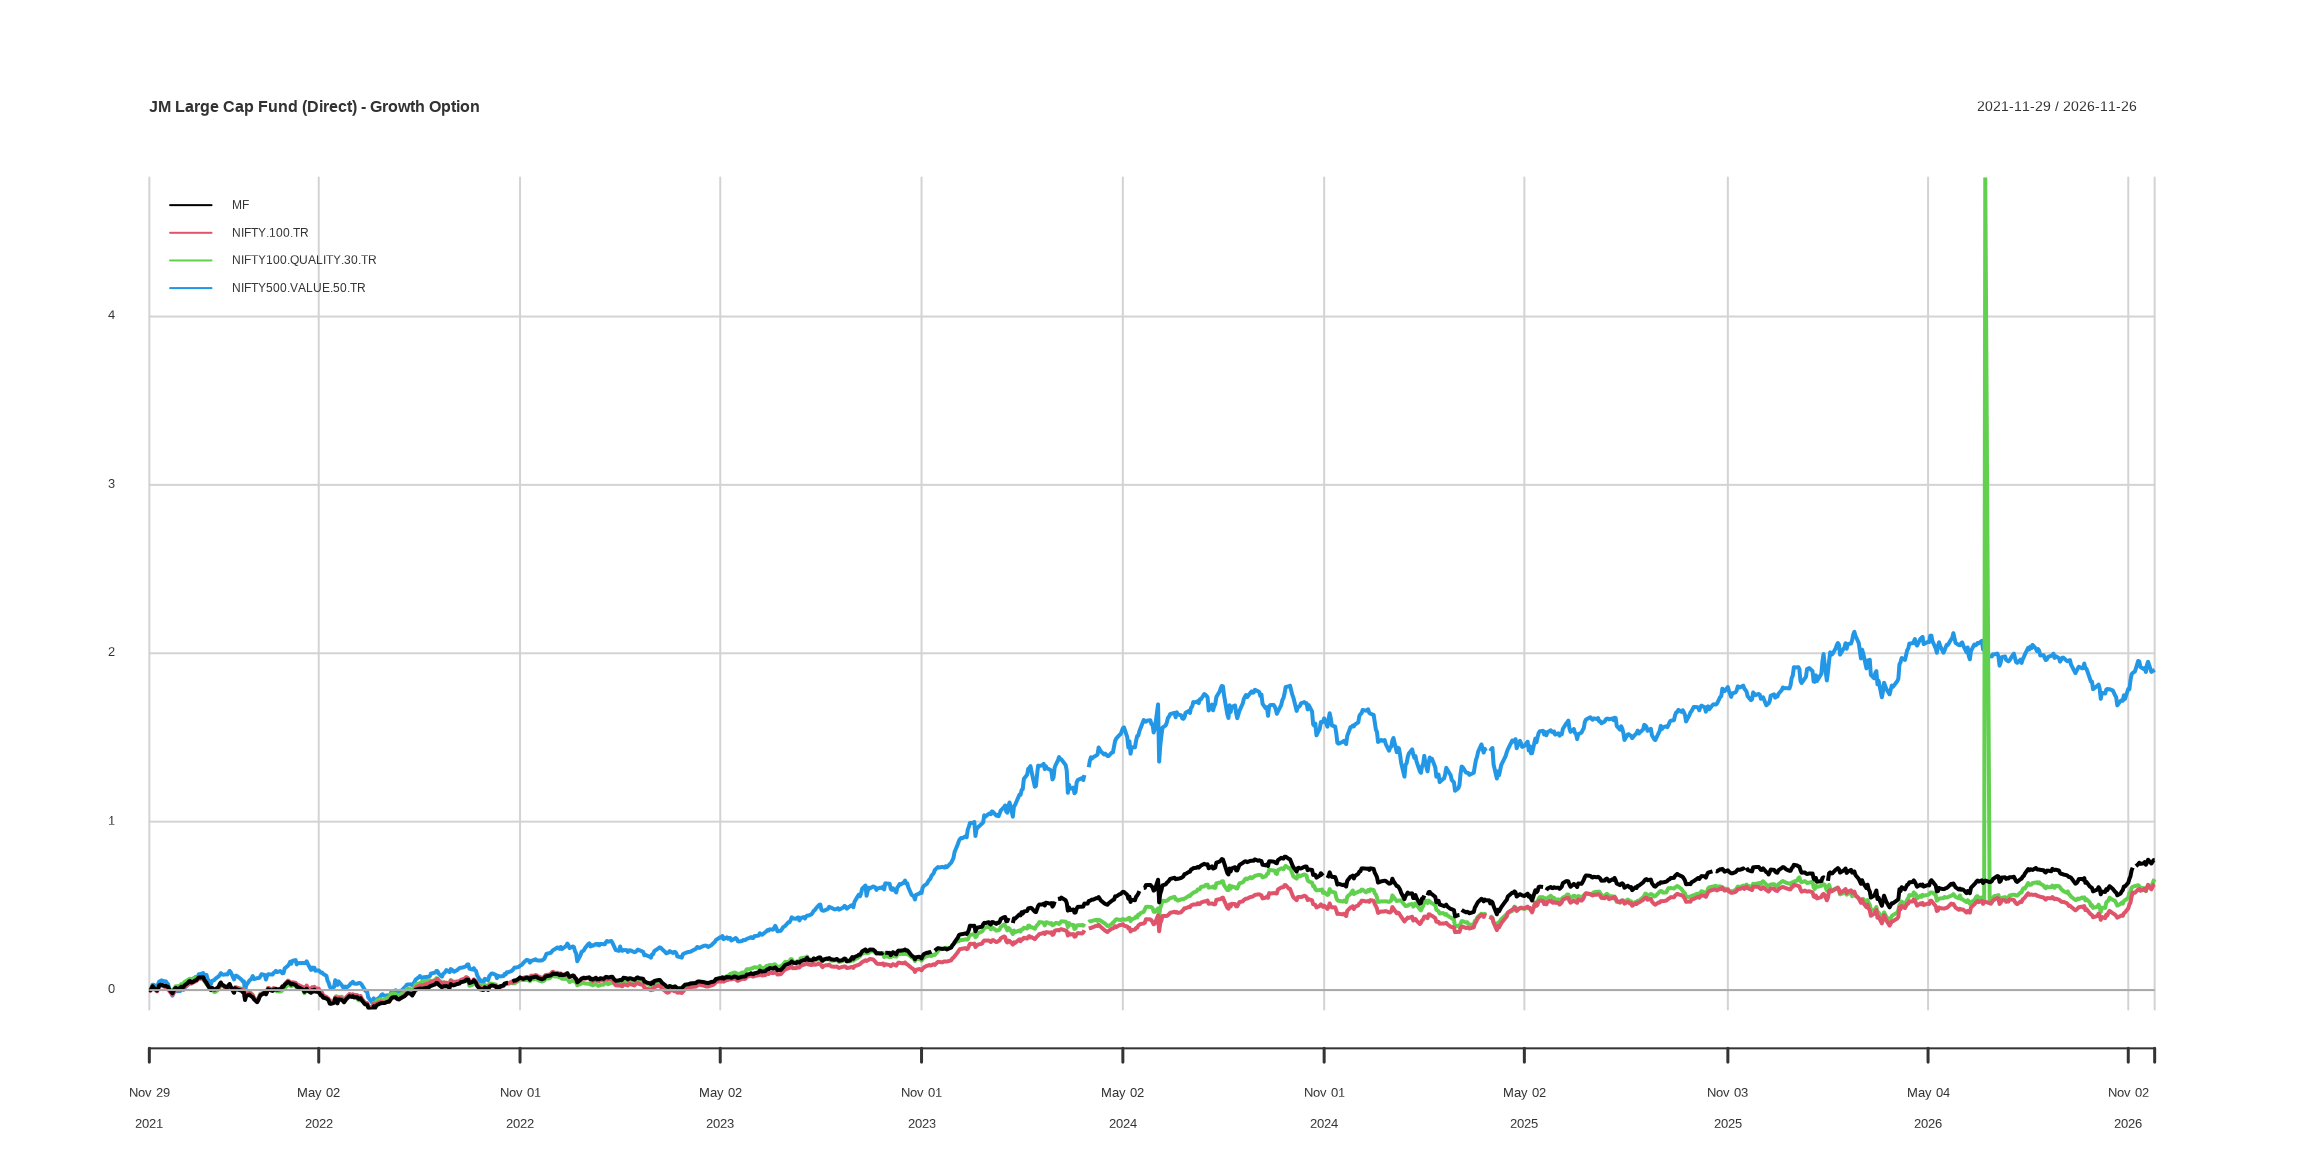 JM Large Cap Fund (Direct) - Growth Option
2021-11-29 / 2026-11-26
MF
NIFTY.100.TR
NIFTY100.QUALITY.30.TR
NIFTY500.VALUE.50.TR
4
3
2
1
0
Nov 29 May 02 Nov 01 May 02 Nov 01 May 02 Nov 01 May 02 Nov 03 May 04 Nov 02
2021 2022 2022 2023 2023 2024 2024 2025 2025 2026 2026